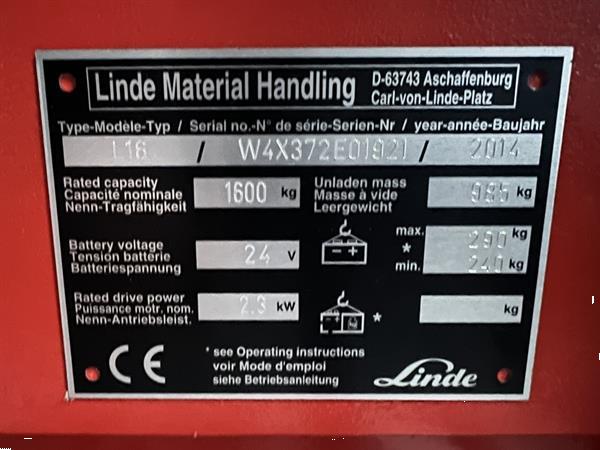 Linde Material Handling
D-63743 Aschaffenburg
Carl-von-Linde-Platz
Type-Modèle-Typ / Serial no.-N° de série-Serien-Nr / year-année-Baujahr
L16 / W4X372E01921 / 2014
Rated capacity
Capacité nominale
Nenn-Tragfähigkeit
1600 kg
Unladen mass
Masse à vide
Leergewicht
985 kg
Battery voltage
Tension batterie
Batteriespannung
24 V
max. 290 kg
*
min. 240 kg
Rated drive power
Puissance motr. nom.
Nenn-Antriebsleist.
2.3 kW
* kg
CE
* see Operating instructions
voir Mode d'emploi
siehe Betriebsanleitung
Linde